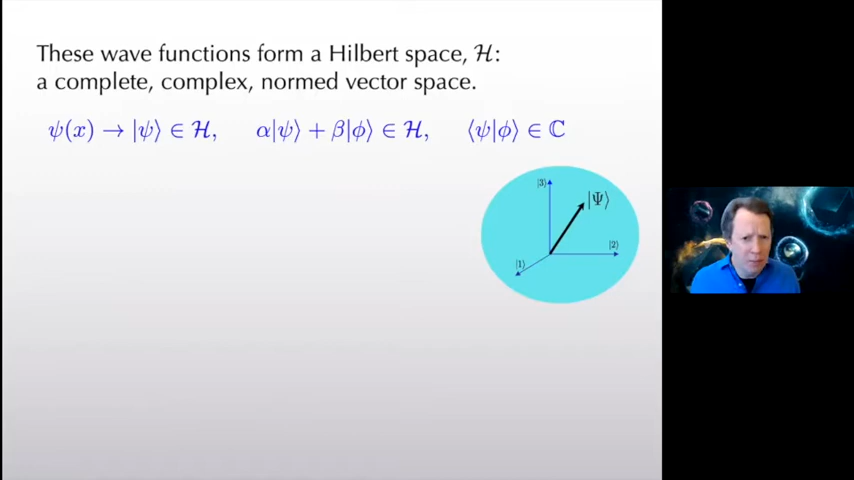 These wave functions form a Hilbert space, ℋ:
a complete, complex, normed vector space.
ψ(x) → |ψ⟩ ∈ ℋ,  α|ψ⟩ + β|ϕ⟩ ∈ ℋ,  ⟨ψ|ϕ⟩ ∈ ℂ
|3⟩
|Ψ⟩
|2⟩
|1⟩